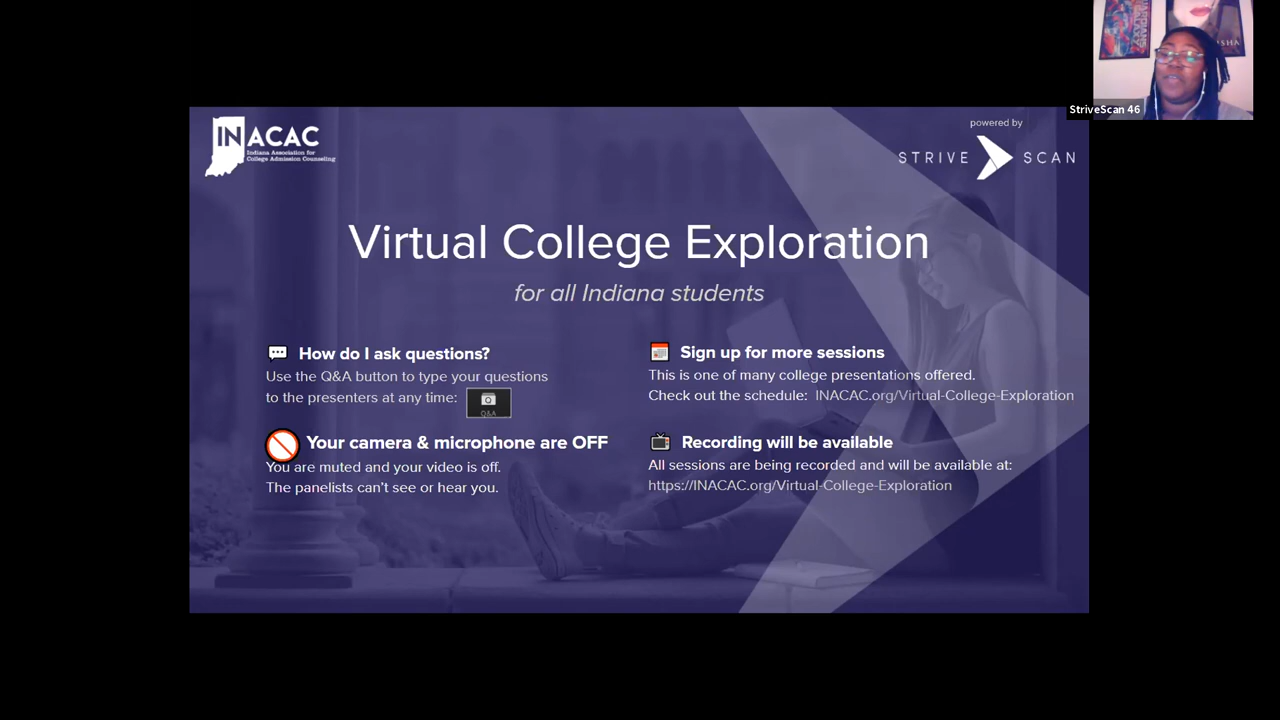 StriveScan 46
INACAC
Indiana Association for
College Admission Counseling
powered by
STRIVE SCAN
Virtual College Exploration
for all Indiana students
How do I ask questions?
Use the Q&A button to type your questions
to the presenters at any time:
Q&A
Sign up for more sessions
This is one of many college presentations offered.
Check out the schedule: INACAC.org/Virtual-College-Exploration
Your camera & microphone are OFF
You are muted and your video is off.
The panelists can’t see or hear you.
Recording will be available
All sessions are being recorded and will be available at:
https://INACAC.org/Virtual-College-Exploration